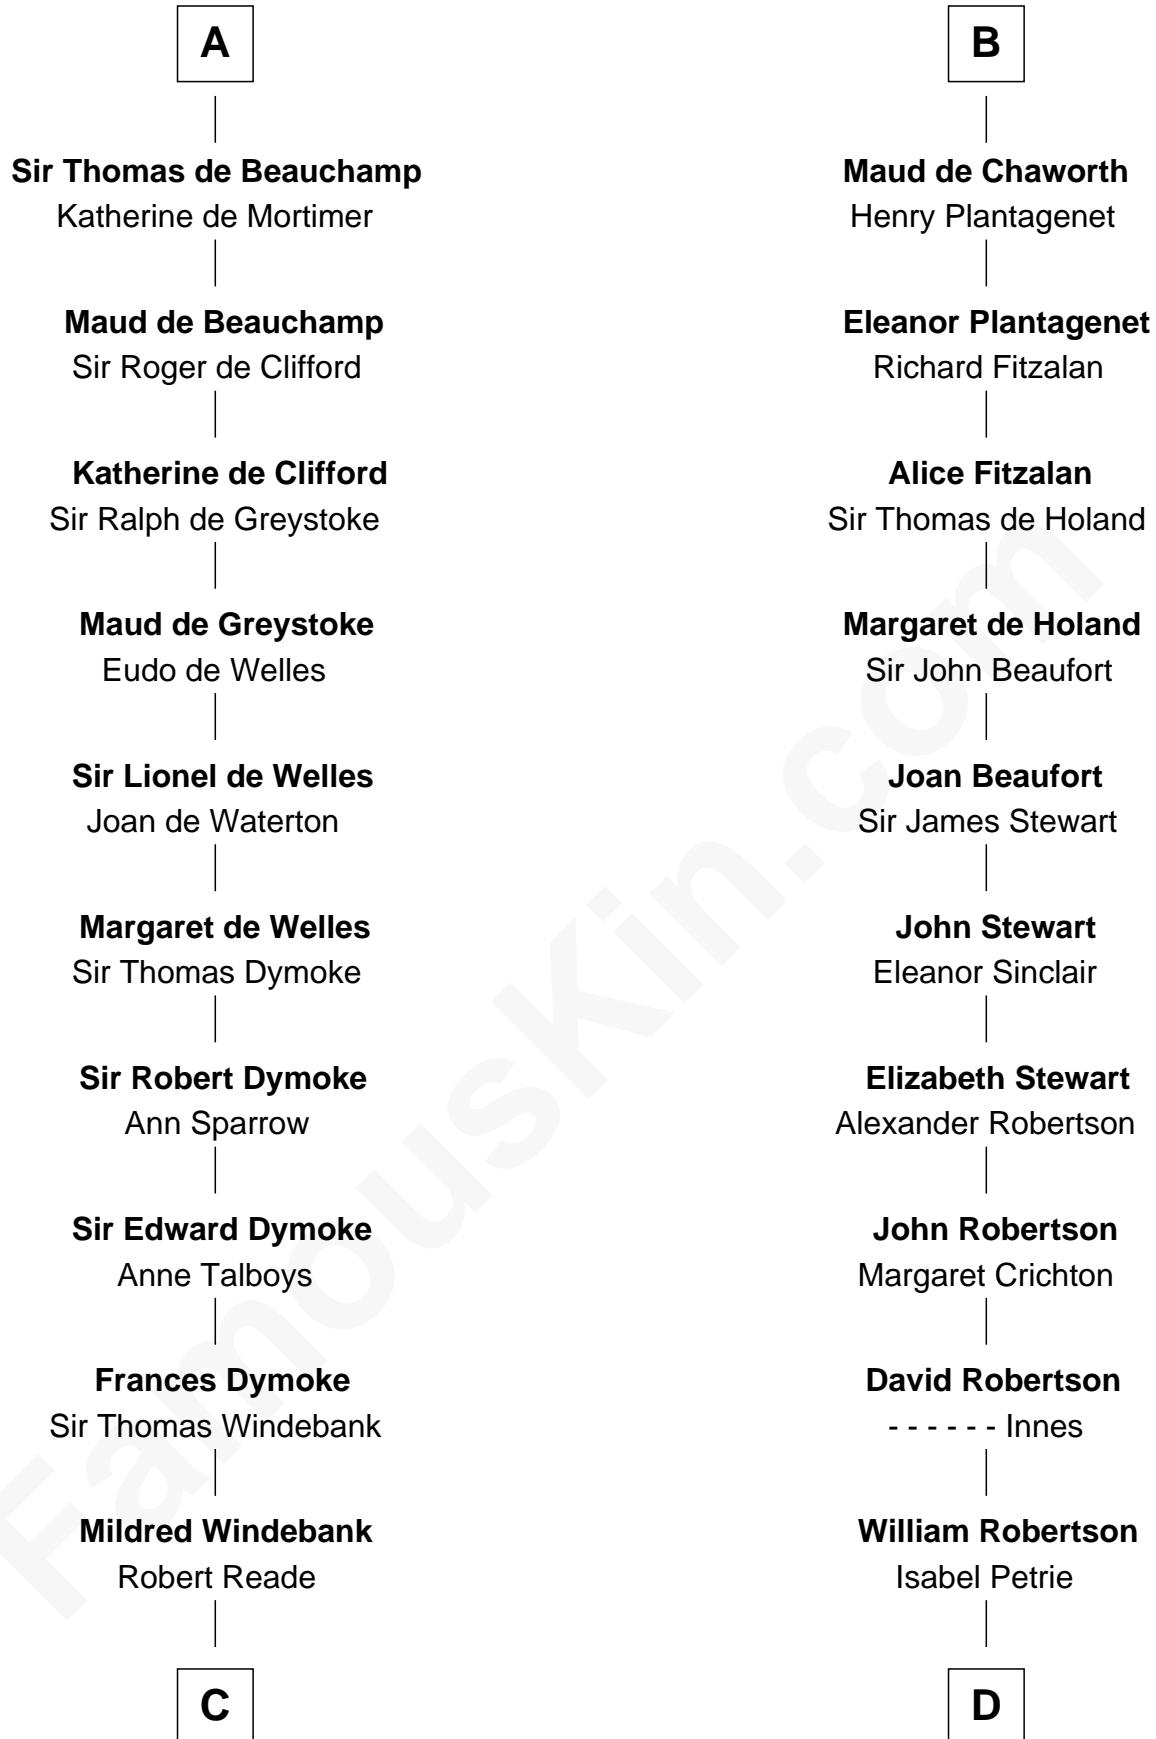 A
Sir Thomas de Beauchamp
Katherine de Mortimer
Maud de Beauchamp
Sir Roger de Clifford
Katherine de Clifford
Sir Ralph de Greystoke
Maud de Greystoke
Eudo de Welles
Sir Lionel de Welles
Joan de Waterton
Margaret de Welles
Sir Thomas Dymoke
Sir Robert Dymoke
Ann Sparrow
Sir Edward Dymoke
Anne Talboys
Frances Dymoke
Sir Thomas Windebank
Mildred Windebank
Robert Reade
C
B
Maud de Chaworth
Henry Plantagenet
Eleanor Plantagenet
Richard Fitzalan
Alice Fitzalan
Sir Thomas de Holand
Margaret de Holand
Sir John Beaufort
Joan Beaufort
Sir James Stewart
John Stewart
Eleanor Sinclair
Elizabeth Stewart
Alexander Robertson
John Robertson
Margaret Crichton
David Robertson
- - - - - - Innes
William Robertson
Isabel Petrie
D
FamousKin.com